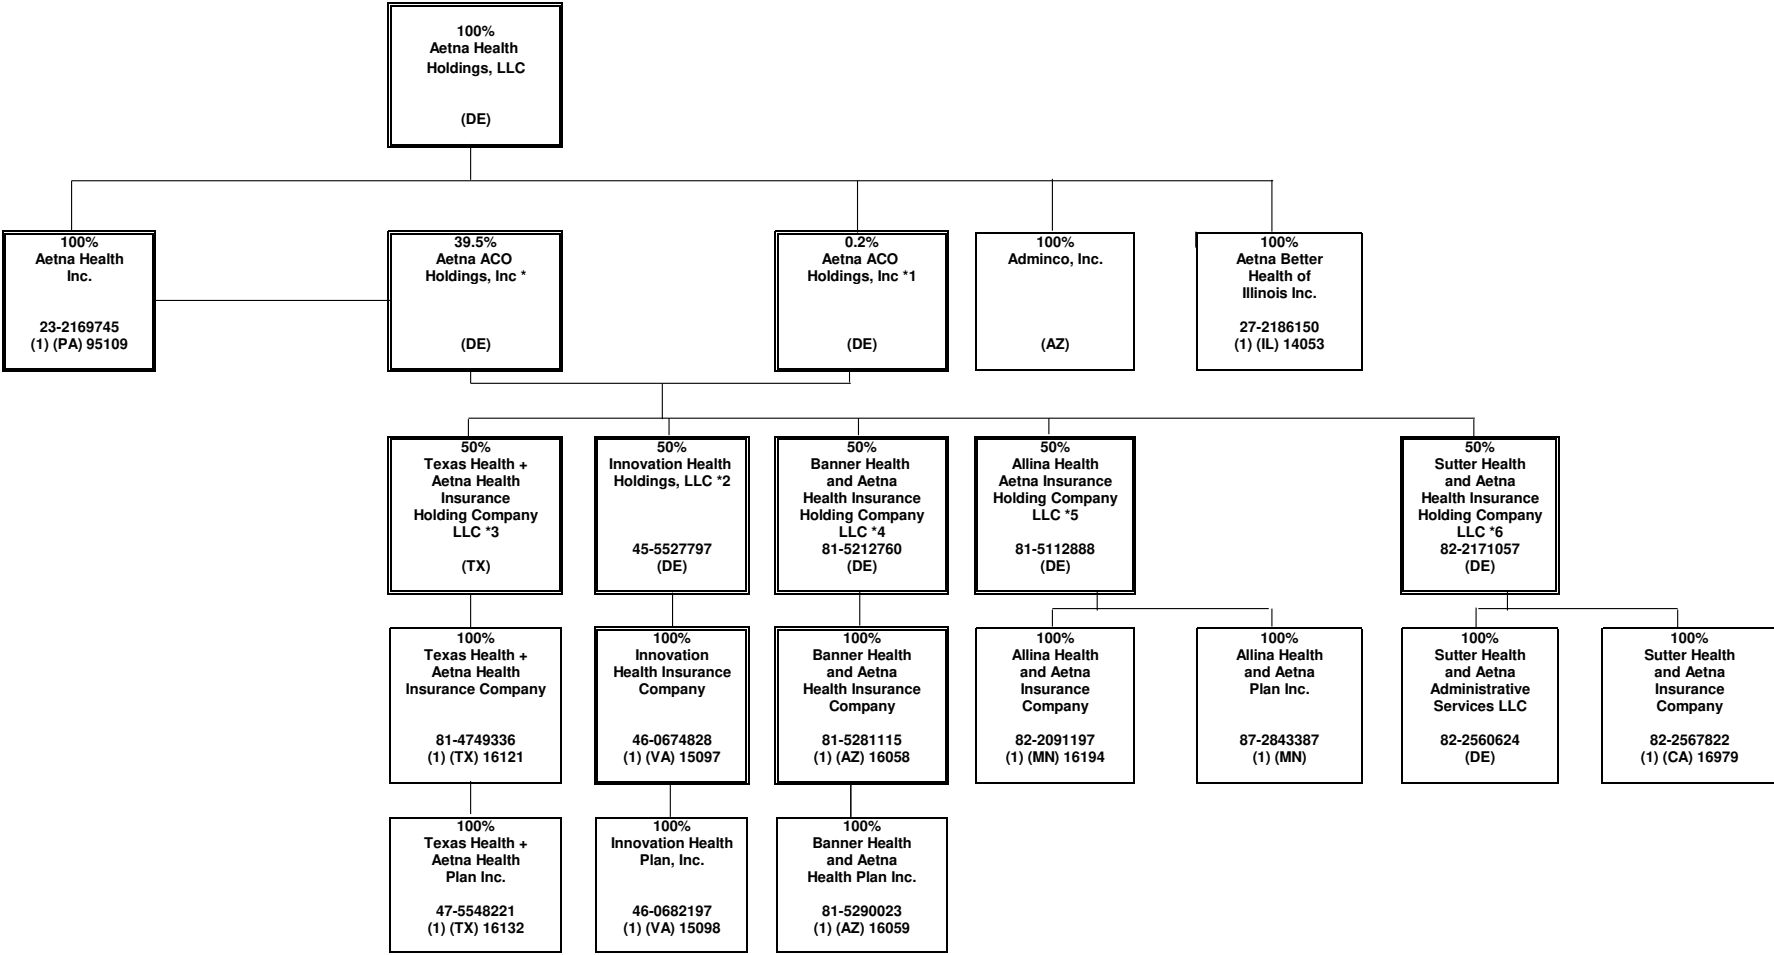 100%
Aetna Health
Holdings, LLC
(DE)
100%
Aetna Health
Inc.
23-2169745
(1) (PA) 95109
39.5%
Aetna ACO
Holdings, Inc *
(DE)
0.2%
Aetna ACO
Holdings, Inc *1
(DE)
100%
Adminco, Inc.
(AZ)
100%
Aetna Better
Health of
Illinois Inc.
27-2186150
(1) (IL) 14053
50%
Texas Health +
Aetna Health
Insurance
Holding Company
LLC *3
(TX)
50%
Innovation Health
Holdings, LLC *2
45-5527797
(DE)
50%
Banner Health
and Aetna
Health Insurance
Holding Company
LLC *4
81-5212760
(DE)
50%
Allina Health
Aetna Insurance
Holding Company
LLC *5
81-5112888
(DE)
50%
Sutter Health
and Aetna
Health Insurance
Holding Company
LLC *6
82-2171057
(DE)
100%
Texas Health +
Aetna Health
Insurance Company
81-4749336
(1) (TX) 16121
100%
Innovation
Health Insurance
Company
46-0674828
(1) (VA) 15097
100%
Banner Health
and Aetna
Health Insurance
Company
81-5281115
(1) (AZ) 16058
100%
Allina Health
and Aetna
Insurance
Company
82-2091197
(1) (MN) 16194
100%
Allina Health
and Aetna
Plan Inc.
87-2843387
(1) (MN)
100%
Sutter Health
and Aetna
Administrative
Services LLC
82-2560624
(DE)
100%
Sutter Health
and Aetna
Insurance
Company
82-2567822
(1) (CA) 16979
100%
Texas Health +
Aetna Health
Plan Inc.
47-5548221
(1) (TX) 16132
100%
Innovation Health
Plan, Inc.
46-0682197
(1) (VA) 15098
100%
Banner Health
and Aetna
Health Plan Inc.
81-5290023
(1) (AZ) 16059